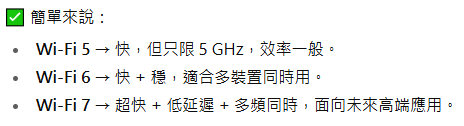 ✅ 簡單來說：
• Wi-Fi 5 → 快，但只限 5 GHz，效率一般。
• Wi-Fi 6 → 快 + 穩，適合多裝置同時用。
• Wi-Fi 7 → 超快 + 低延遲 + 多頻同時，面向未來高端應用。